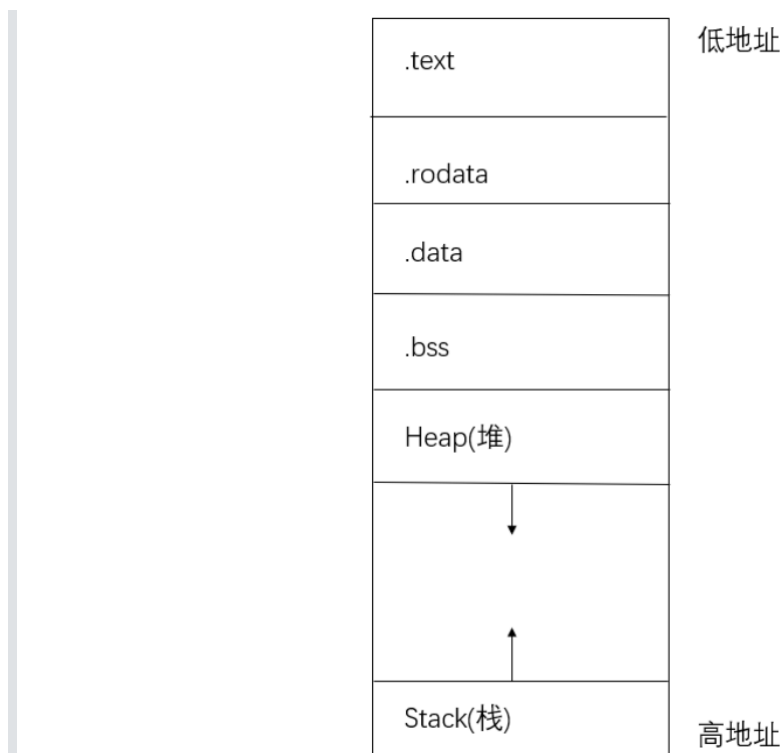 低地址
.text
.rodata
.data
.bss
Heap(堆)
Stack(栈)
高地址